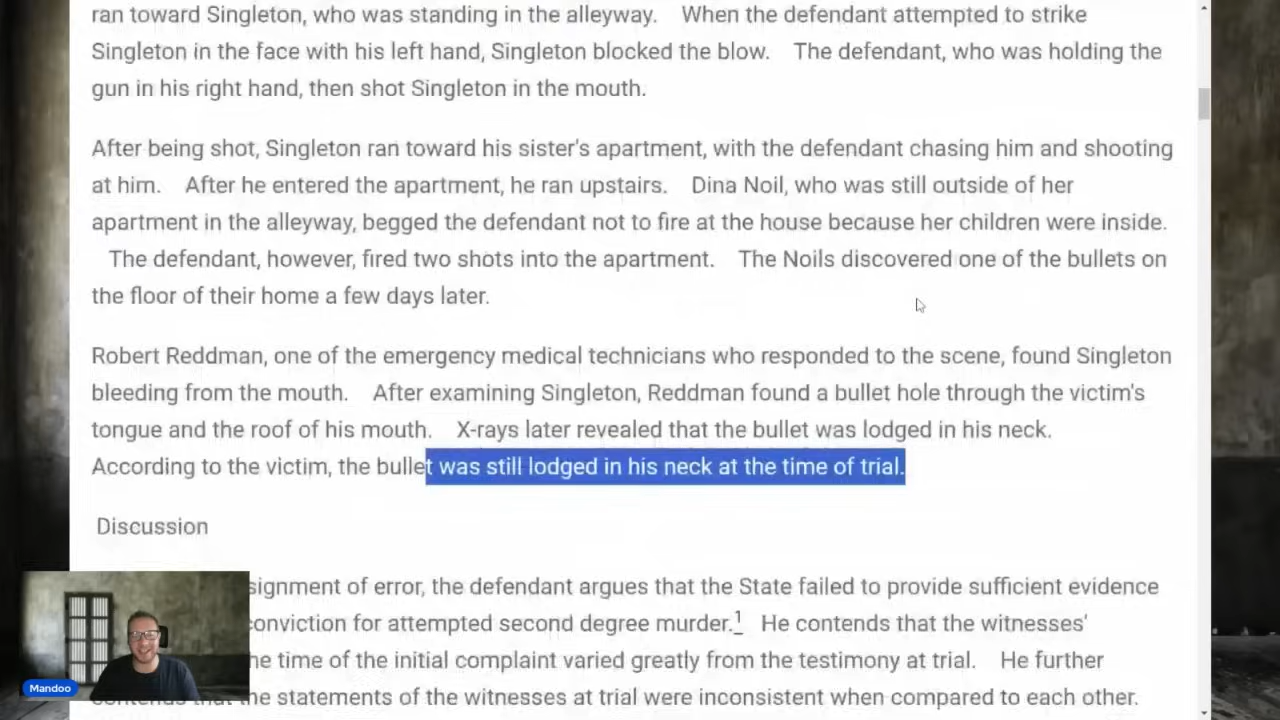 ran toward Singleton, who was standing in the alleyway. When the defendant attempted to strike
Singleton in the face with his left hand, Singleton blocked the blow. The defendant, who was holding the
gun in his right hand, then shot Singleton in the mouth.
After being shot, Singleton ran toward his sister's apartment, with the defendant chasing him and shooting
at him. After he entered the apartment, he ran upstairs. Dina Noil, who was still outside of her
apartment in the alleyway, begged the defendant not to fire at the house because her children were inside.
The defendant, however, fired two shots into the apartment. The Noils discovered one of the bullets on
the floor of their home a few days later.
Robert Reddman, one of the emergency medical technicians who responded to the scene, found Singleton
bleeding from the mouth. After examining Singleton, Reddman found a bullet hole through the victim's
tongue and the roof of his mouth. X-rays later revealed that the bullet was lodged in his neck.
According to the victim, the bullet was still lodged in his neck at the time of trial.
Discussion
signment of error, the defendant argues that the State failed to provide sufficient evidence
conviction for attempted second degree murder.1 He contends that the witnesses'
he time of the initial complaint varied greatly from the testimony at trial. He further
the statements of the witnesses at trial were inconsistent when compared to each other.
Mandoo